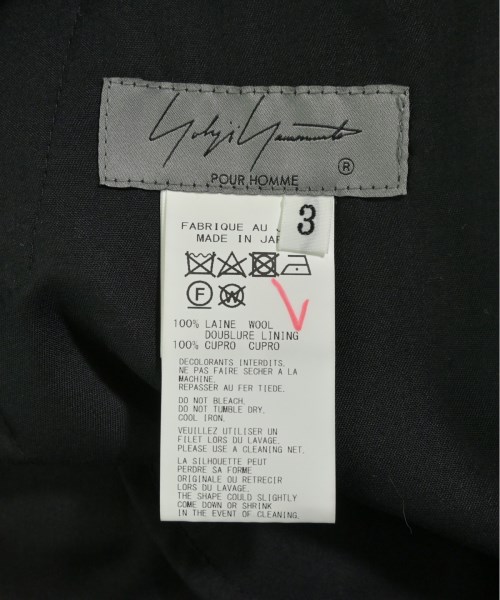 Yohji Yamamoto
®
POUR HOMME
3
FABRIQUE AU
MADE IN
F
W
100% LAINE WOOL
DOUBLURE LINING
100% CUPRO CUPRO
DECOLORANTS INTERDITS.
NE PAS FAIRE SECHER A LA
MACHINE.
REPASSER AU FER TIEDE.
DO NOT BLEACH.
DO NOT TUMBLE DRY.
COOL IRON.
VEUILLEZ UTILISER UN
FILET LORS DU LAVAGE.
PLEASE USE A CLEANING NET.
LA SILHOUETTE PEUT
PERDRE SA FORME
ORIGINALE OU RETRECIR
LORS DU LAVAGE.
THE SHAPE COULD SLIGHTLY
COME DOWN OR SHRINK
IN THE EVENT OF CLEANING.